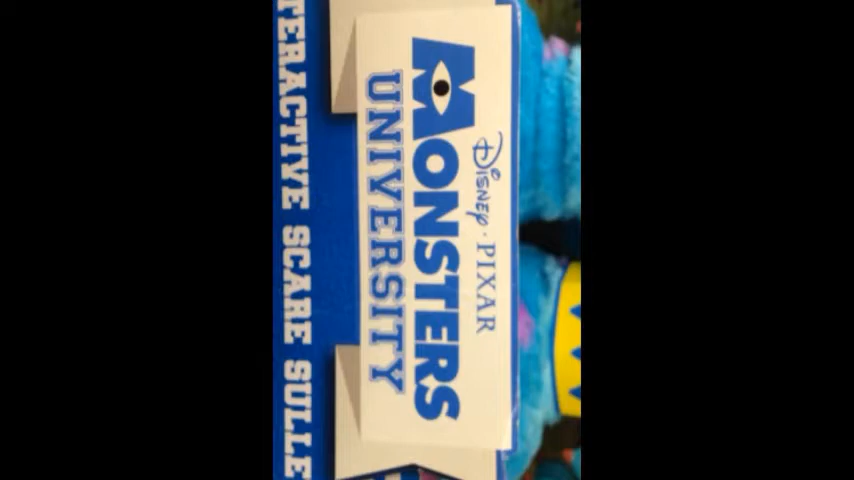 Disney · PIXAR
MONSTERS
UNIVERSITY
TERACTIVE SCARE SULLE